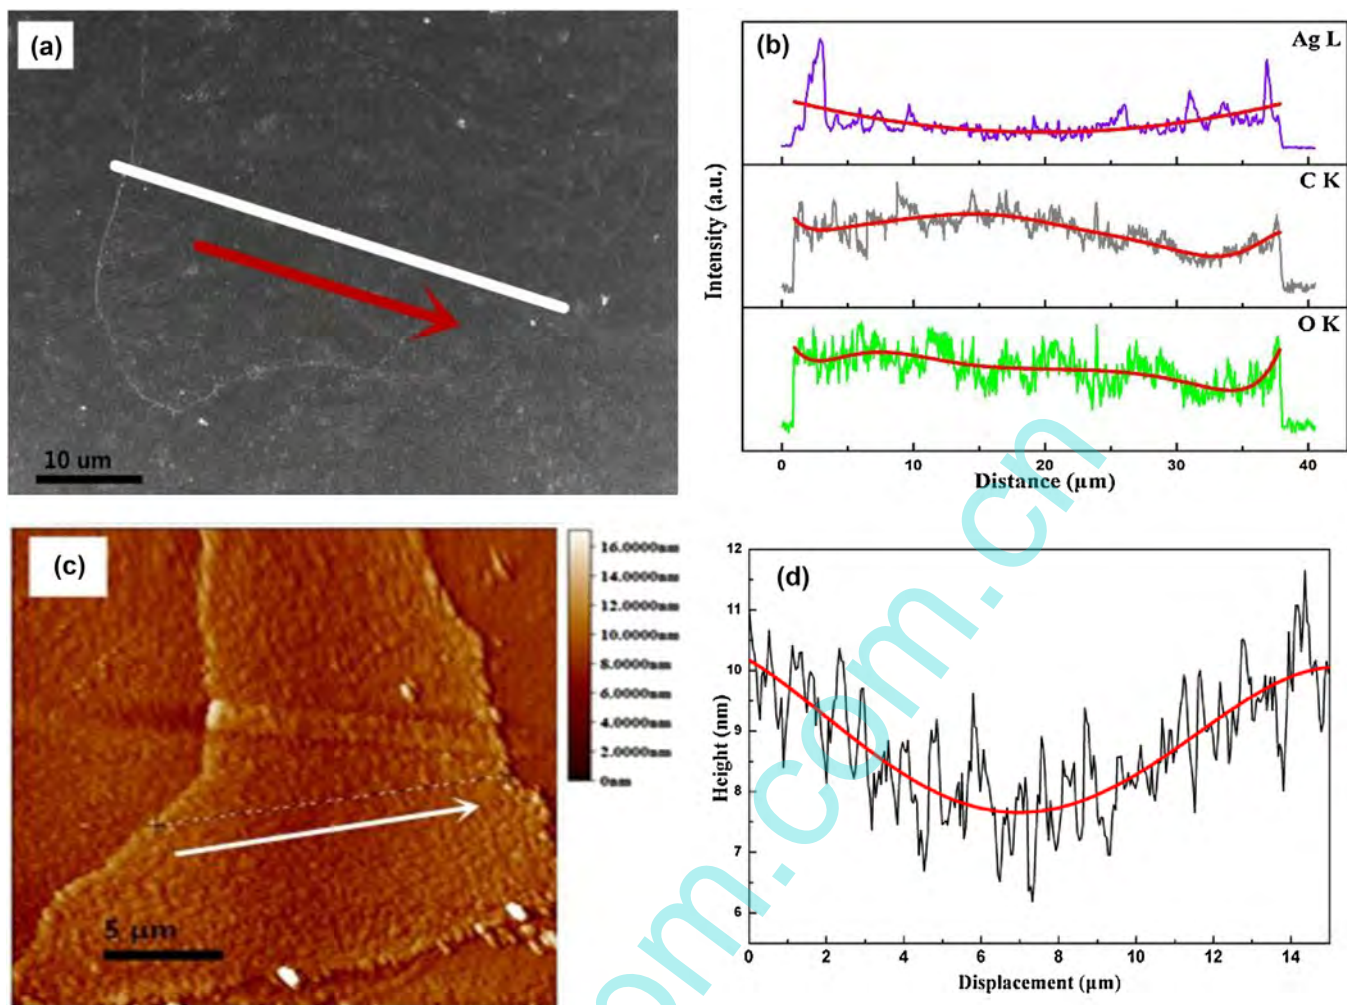 (a)
10 um
(b)
Ag L
C K
O K
Intensity (a.u.)
0 10 20 30 40
Distance (µm)
(c)
16.0000nm
14.0000nm
12.0000nm
10.0000nm
8.0000nm
6.0000nm
4.0000nm
2.0000nm
0nm
5 µm
(d)
12
11
10
9
8
7
6
Height (nm)
0 2 4 6 8 10 12 14
Displacement (µm)
om.com.cn